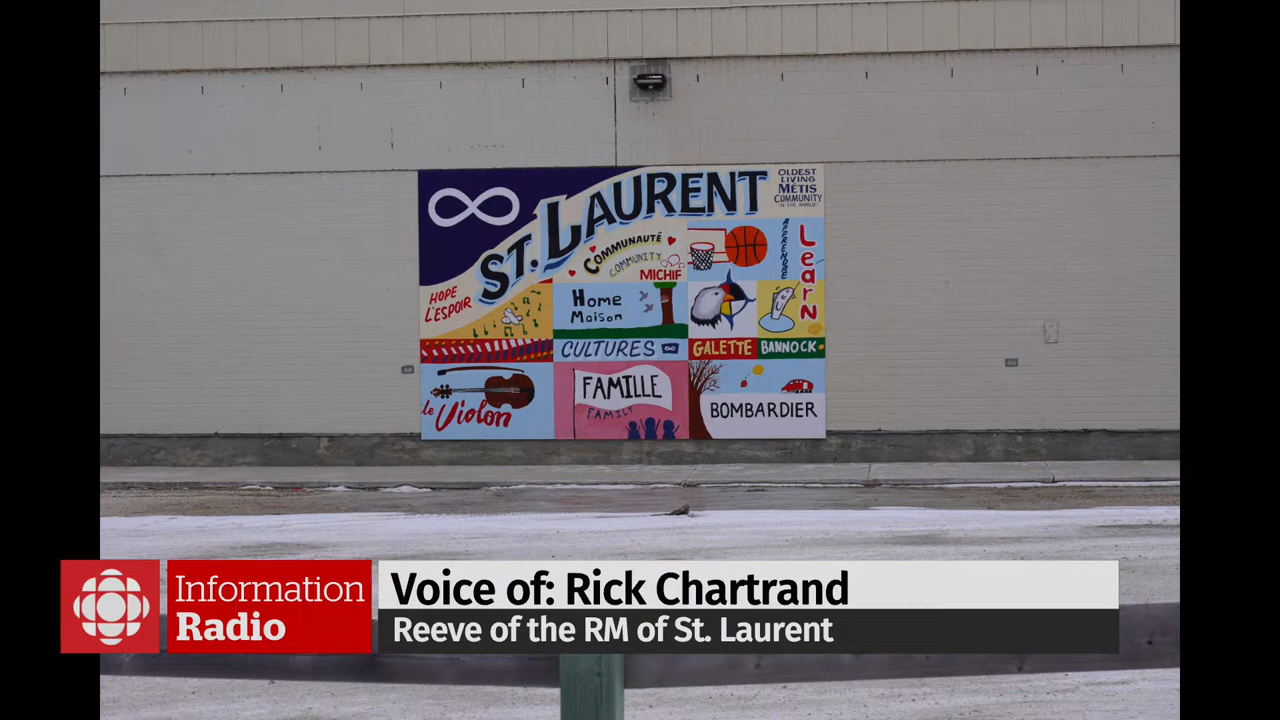 ST. LAURENT
OLDEST
LIVING
MÉTIS
COMMUNITY
IN THE WORLD!
HOPE
L'ESPOIR
COMMUNAUTÉ
COMMUNITY
MICHIF
APPRENDRE
LearN
Home
Maison
CULTURES
GALETTE BANNOCK
le Violon
FAMILLE
FAMILY
BOMBARDIER
Information
Radio
Voice of: Rick Chartrand
Reeve of the RM of St. Laurent